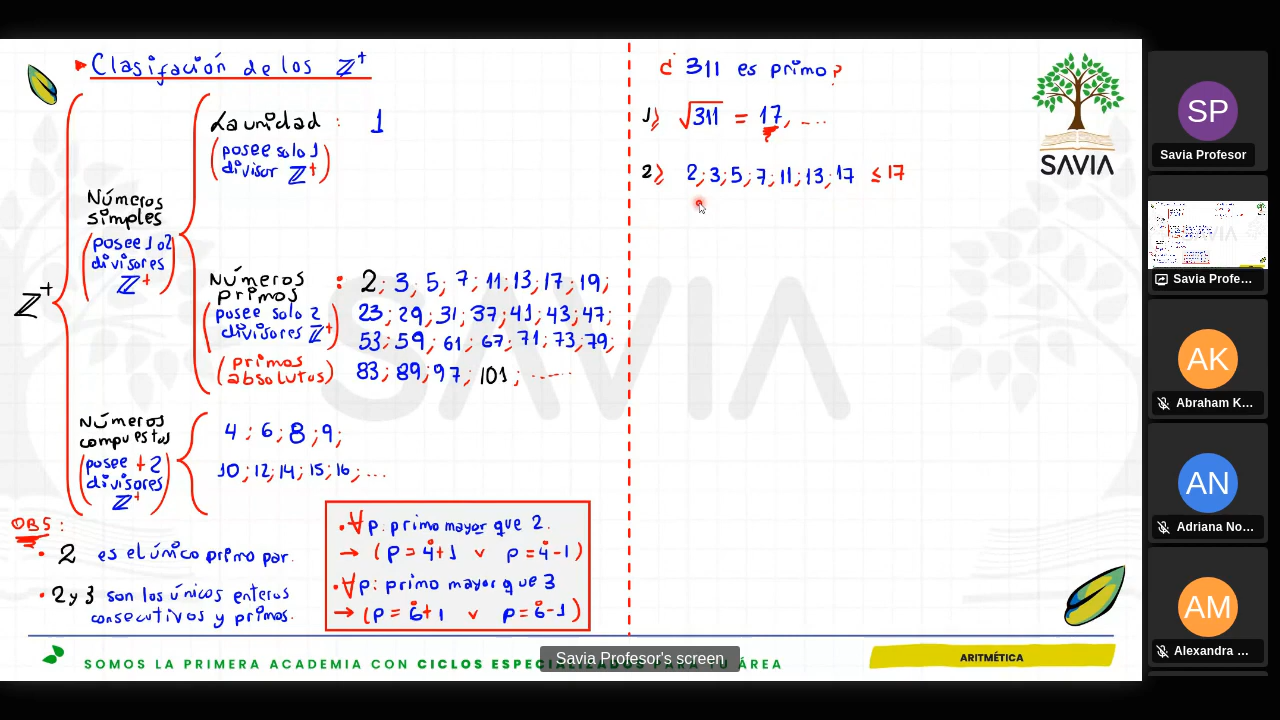 Clasifación de los ℤ⁺
La unidad : 1
(posee solo 1
divisor ℤ⁺)
Números
simples
(posee 1 o 2
divisores
ℤ⁺)
ℤ⁺
Números
primos
(posee solo 2
divisores ℤ⁺)
(primos
absolutos)
: 2; 3; 5; 7; 11; 13; 17; 19;
23; 29; 31; 37; 41; 43; 47;
53; 59; 61; 67; 71; 73; 79;
83; 89; 97; 101; ........
Números
compuestos
(posee + 2
divisores
ℤ⁺)
4; 6; 8; 9;
10; 12; 14; 15; 16; ...
OBS:
• 2 es el único primo par.
• 2 y 3 son los únicos enteros
consecutivos y primos.
• ∀p: primo mayor que 2.
→ (p = 4̊+1 ∨ p = 4̊-1)
• ∀p: primo mayor que 3
→ (p = 6̊+1 ∨ p = 6̊-1)
¿ 311 es primo?
1) √311 = 17, ....
2) 2; 3; 5; 7; 11; 13; 17 ≤ 17
SAVIA
SAVIA
SOMOS LA PRIMERA ACADEMIA CON CICLOS ESPECIALIZADOS PARA TU ÁREA
Savia Profesor's screen
ARITMÉTICA
SP
Savia Profesor
Savia Profe...
AK
Abraham K...
AN
Adriana No...
AM
Alexandra ...